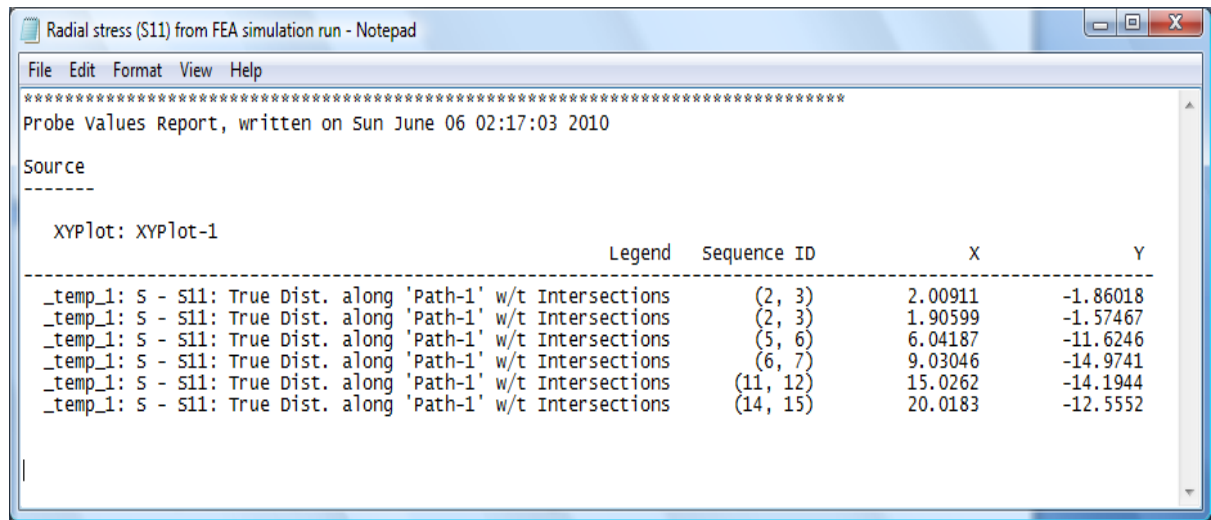 Radial stress (S11) from FEA simulation run - Notepad
File Edit Format View Help
********************************************************************************
Probe Values Report, written on Sun June 06 02:17:03 2010
Source
-------
XYPlot: XYPlot-1
Legend Sequence ID X Y
--------------------------------------------------------------------------------------------------------------
_temp_1: S - S11: True Dist. along 'Path-1' w/t Intersections (2, 3) 2.00911 -1.86018
_temp_1: S - S11: True Dist. along 'Path-1' w/t Intersections (2, 3) 1.90599 -1.57467
_temp_1: S - S11: True Dist. along 'Path-1' w/t Intersections (5, 6) 6.04187 -11.6246
_temp_1: S - S11: True Dist. along 'Path-1' w/t Intersections (6, 7) 9.03046 -14.9741
_temp_1: S - S11: True Dist. along 'Path-1' w/t Intersections (11, 12) 15.0262 -14.1944
_temp_1: S - S11: True Dist. along 'Path-1' w/t Intersections (14, 15) 20.0183 -12.5552